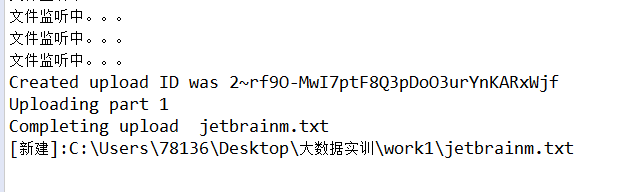 文件监听中。。。
文件监听中。。。
文件监听中。。。
Created upload ID was 2~rf9O-MwI7ptF8Q3pDoO3urYnKARxWjf
Uploading part 1
Completing upload  jetbrainm.txt
[新建]:C:\Users\78136\Desktop\大数据实训\work1\jetbrainm.txt